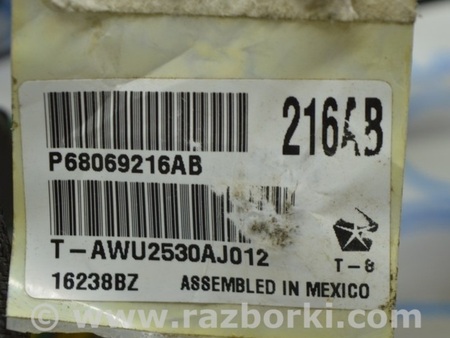 216AB
P68069216AB
T-AWU2530AJ012
T-8
16238BZ ASSEMBLED IN MEXICO
© www.razborki.com